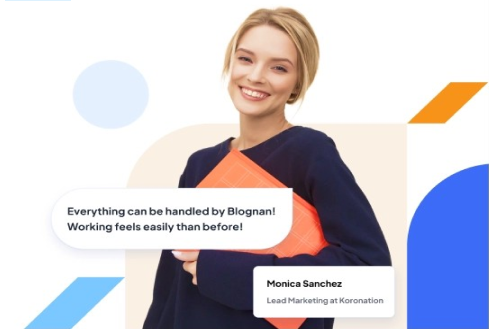 Everything can be handled by Blognan!
Working feels easily than before!
Monica Sanchez
Lead Marketing at Koronation